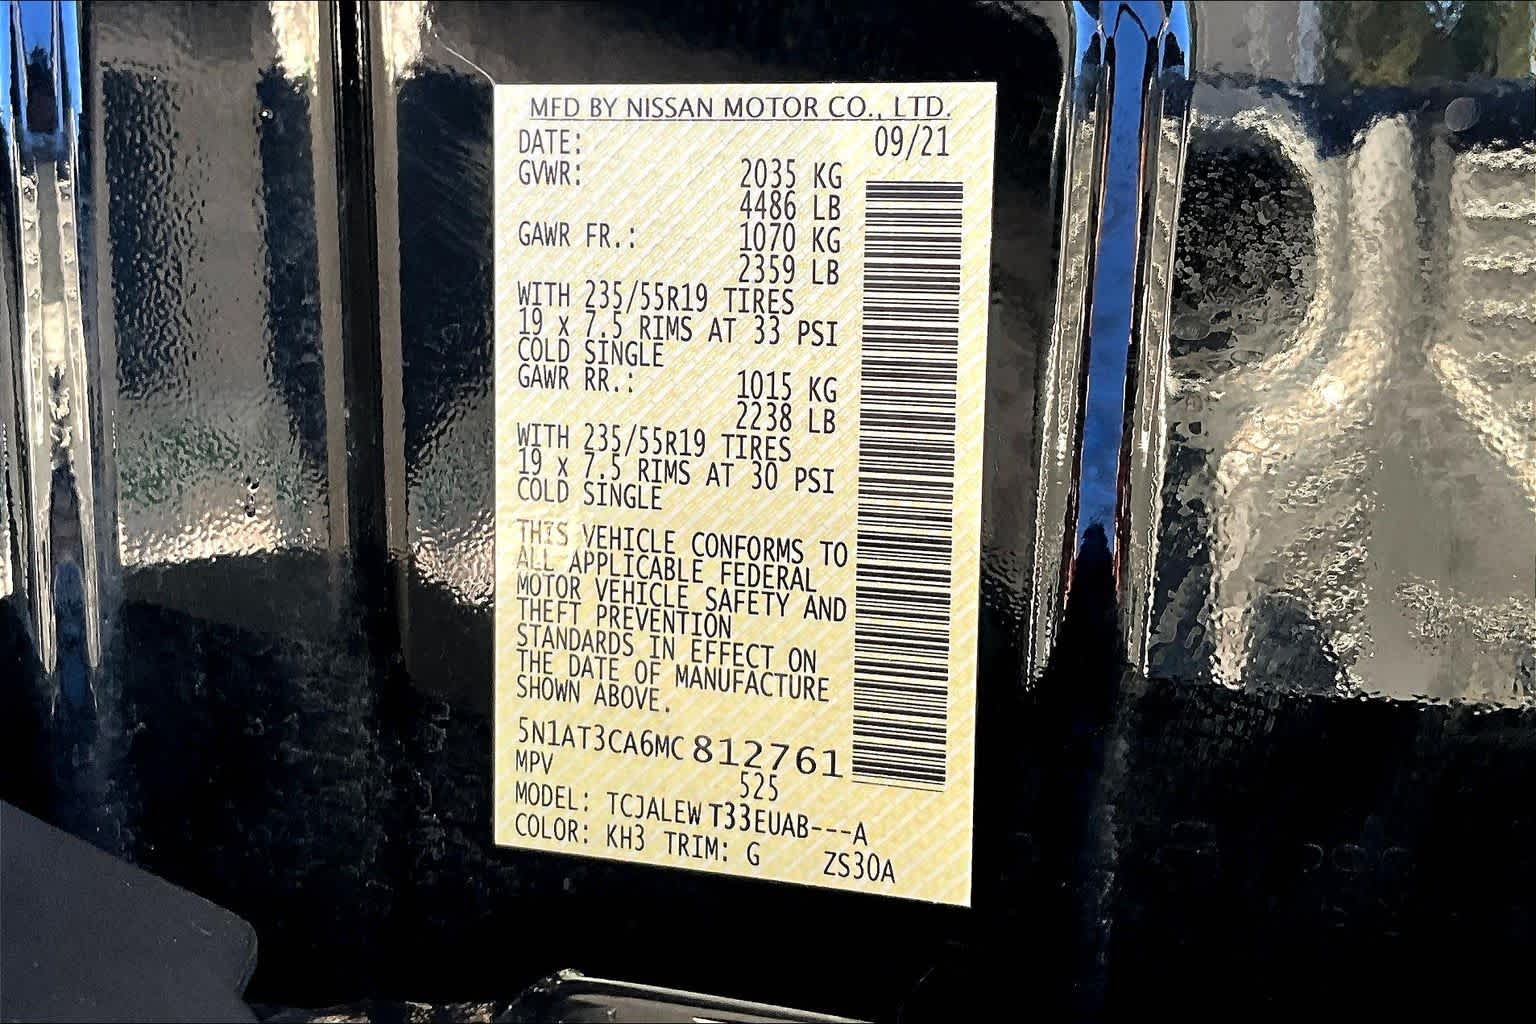 MFD BY NISSAN MOTOR CO., LTD.
DATE: 09/21
GVWR: 2035 KG
4486 LB
GAWR FR.: 1070 KG
2359 LB
WITH 235/55R19 TIRES
19 x 7.5 RIMS AT 33 PSI
COLD SINGLE
GAWR RR.: 1015 KG
2238 LB
WITH 235/55R19 TIRES
19 x 7.5 RIMS AT 30 PSI
COLD SINGLE
THIS VEHICLE CONFORMS TO
ALL APPLICABLE FEDERAL
MOTOR VEHICLE SAFETY AND
THEFT PREVENTION
STANDARDS IN EFFECT ON
THE DATE OF MANUFACTURE
SHOWN ABOVE.
5N1AT3CA6MC 812761
MPV 525
MODEL: TCJALEW T33EUAB---A
COLOR: KH3 TRIM: G ZS30A